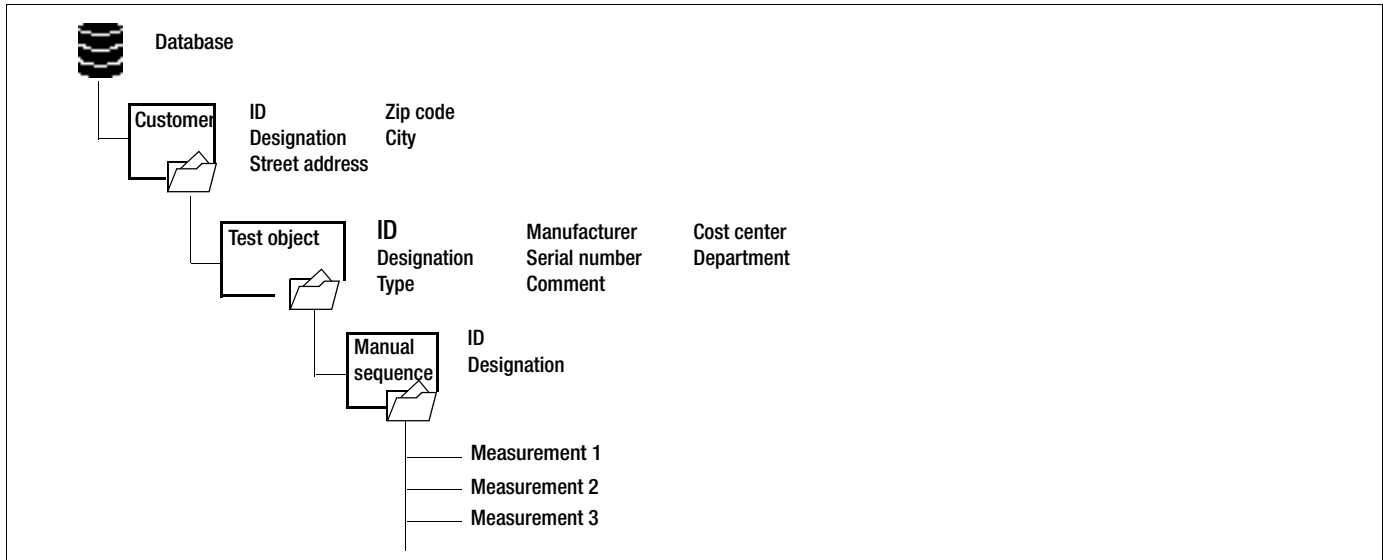 Database
Customer
ID Zip code
Designation City
Street address
Test object
ID Manufacturer Cost center
Designation Serial number Department
Type Comment
Manual
sequence
ID
Designation
Measurement 1
Measurement 2
Measurement 3